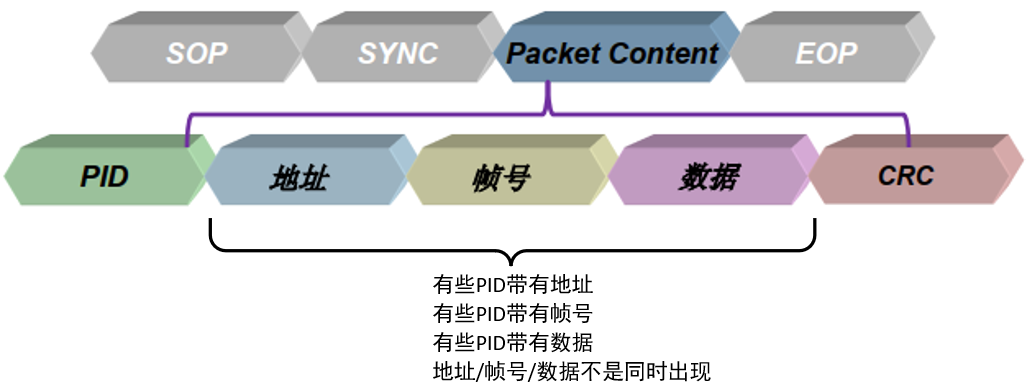 SOP SYNC Packet Content EOP
PID 地址 帧号 数据 CRC
有些PID带有地址
有些PID带有帧号
有些PID带有数据
地址/帧号/数据不是同时出现